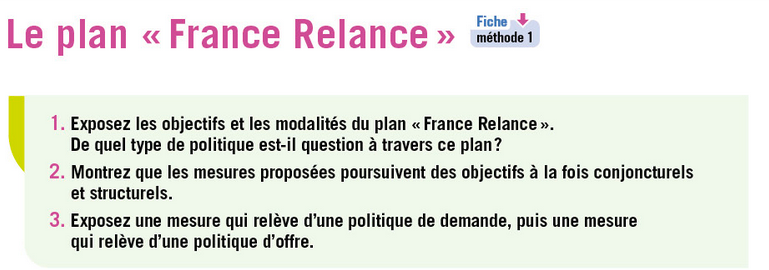 Le plan « France Relance »
Fiche
méthode 1
1. Exposez les objectifs et les modalités du plan « France Relance ».
De quel type de politique est-il question à travers ce plan ?
2. Montrez que les mesures proposées poursuivent des objectifs à la fois conjoncturels
et structurels.
3. Exposez une mesure qui relève d’une politique de demande, puis une mesure
qui relève d’une politique d’offre.